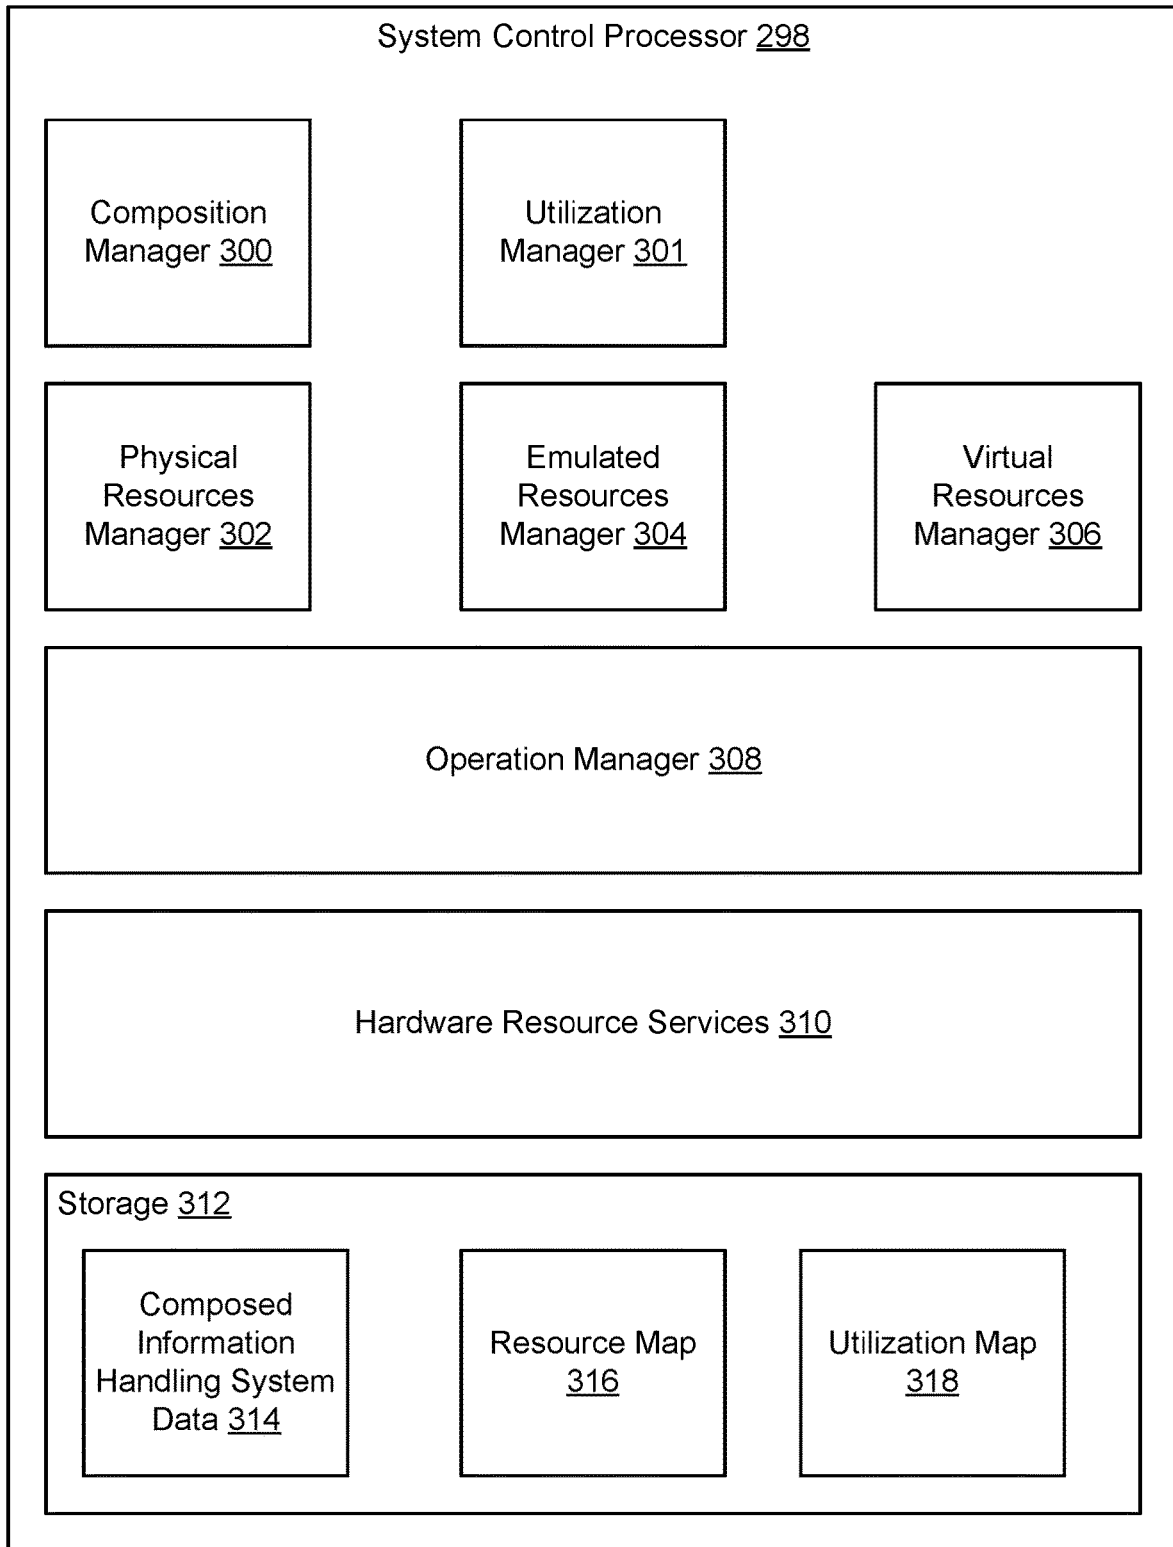 System Control Processor 298
Composition
Manager 300
Utilization
Manager 301
Physical
Resources
Manager 302
Emulated
Resources
Manager 304
Virtual
Resources
Manager 306
Operation Manager 308
Hardware Resource Services 310
Storage 312
Composed
Information
Handling System
Data 314
Resource Map
316
Utilization Map
318